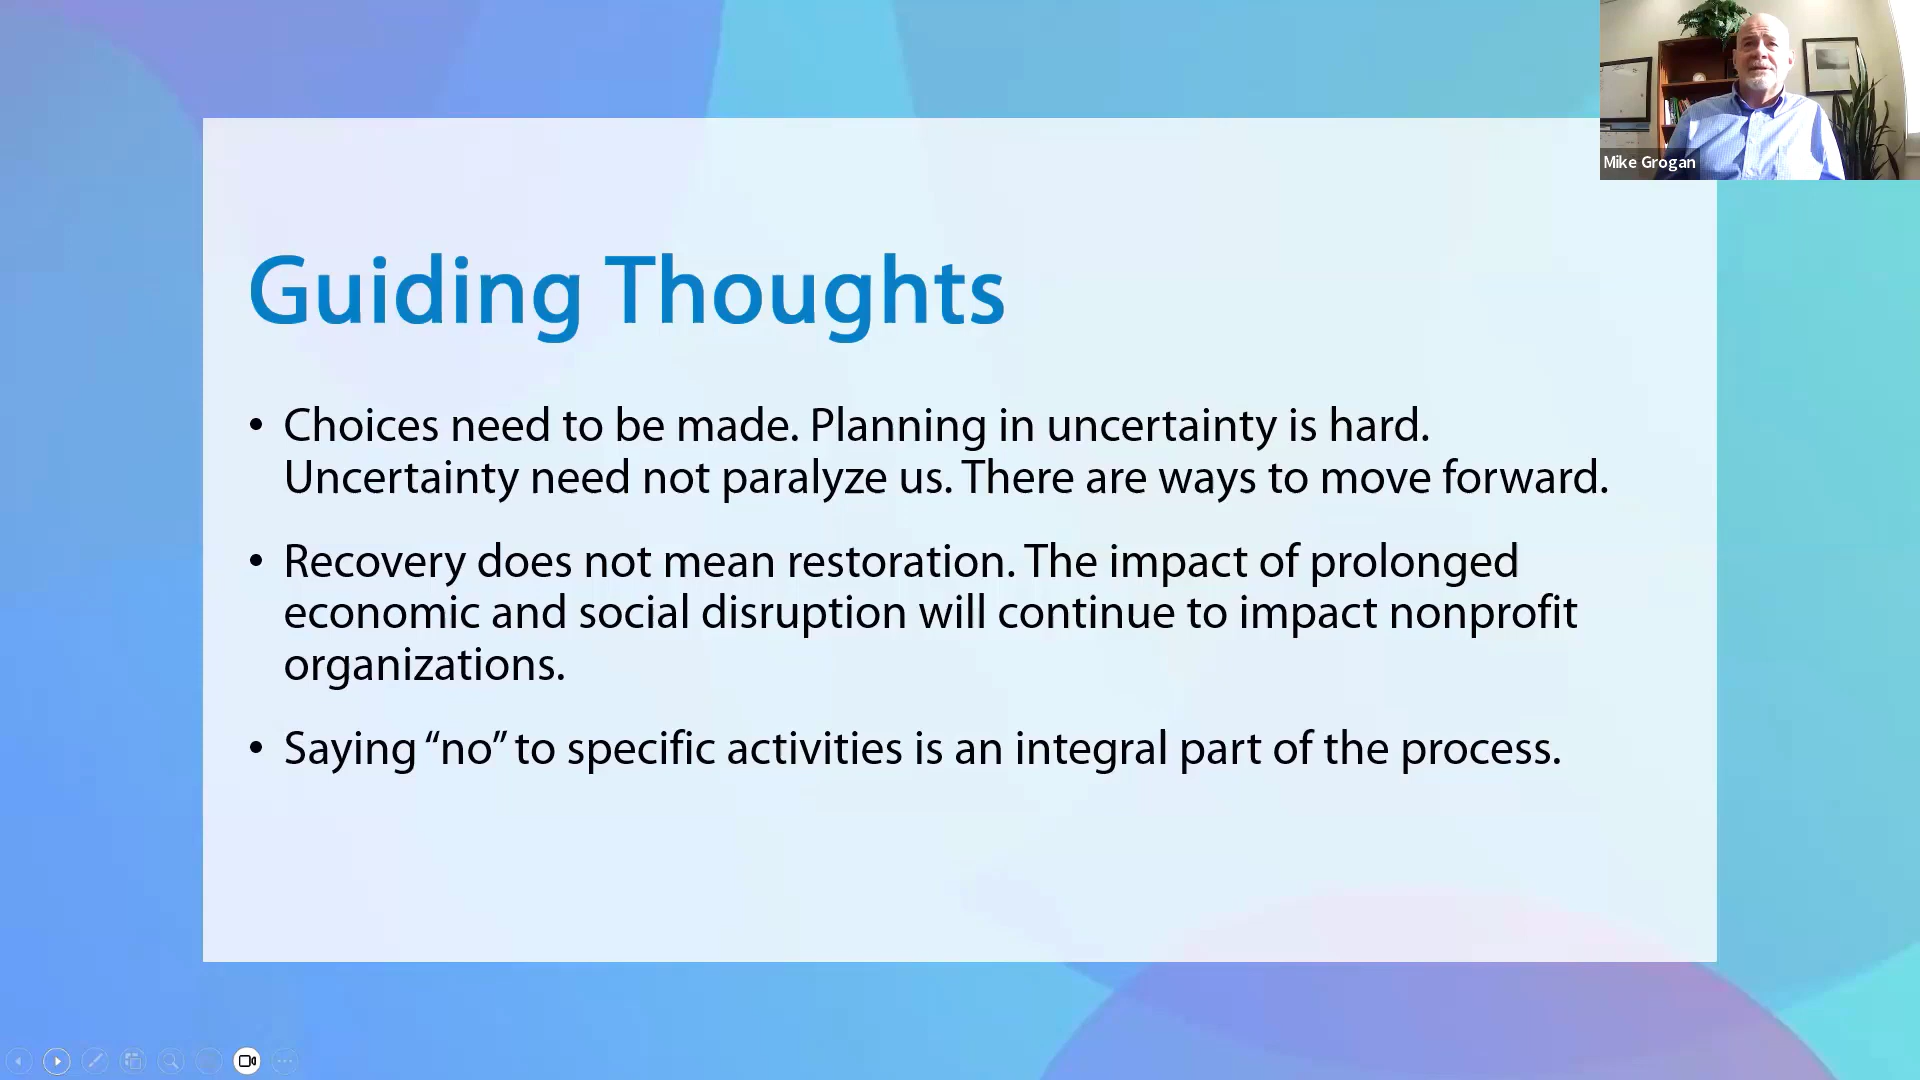 Mike Grogan
Guiding Thoughts
• Choices need to be made. Planning in uncertainty is hard.
Uncertainty need not paralyze us. There are ways to move forward.
• Recovery does not mean restoration. The impact of prolonged
economic and social disruption will continue to impact nonprofit
organizations.
• Saying “no” to specific activities is an integral part of the process.